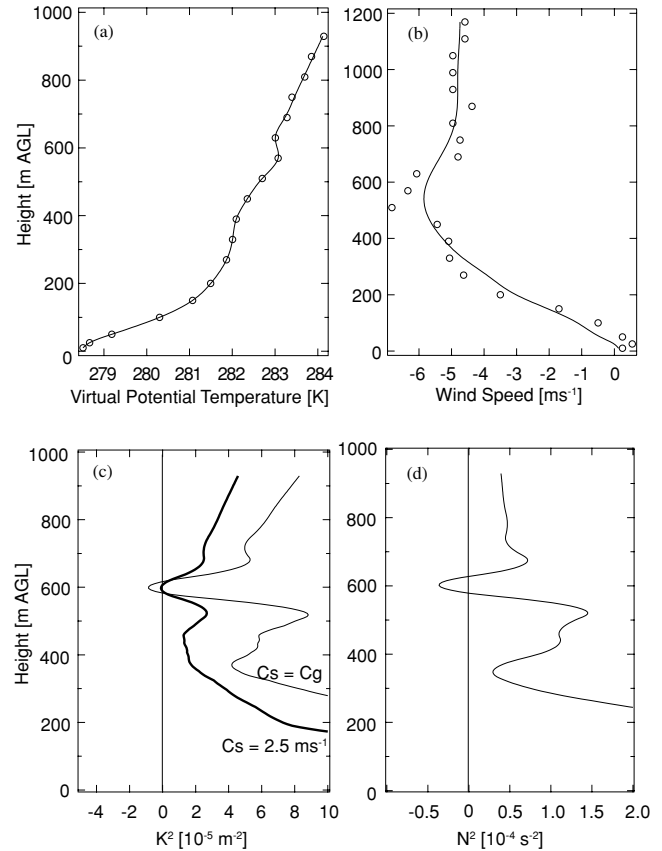 (a)
(b)
1000
800
600
400
200
0
Height [m AGL]
279 280 281 282 283 284
Virtual Potential Temperature [K]
1200
1000
800
600
400
200
0
-6 -5 -4 -3 -2 -1 0
Wind Speed [ms-1]
(c)
(d)
1000
800
600
400
200
0
Height [m AGL]
Cs = Cg
Cs = 2.5 ms-1
-4 -2 0 2 4 6 8 10
K² [10-5 m-2]
1000
800
600
400
200
0
-0.5 0 0.5 1.0 1.5 2.0
N² [10-4 s-2]